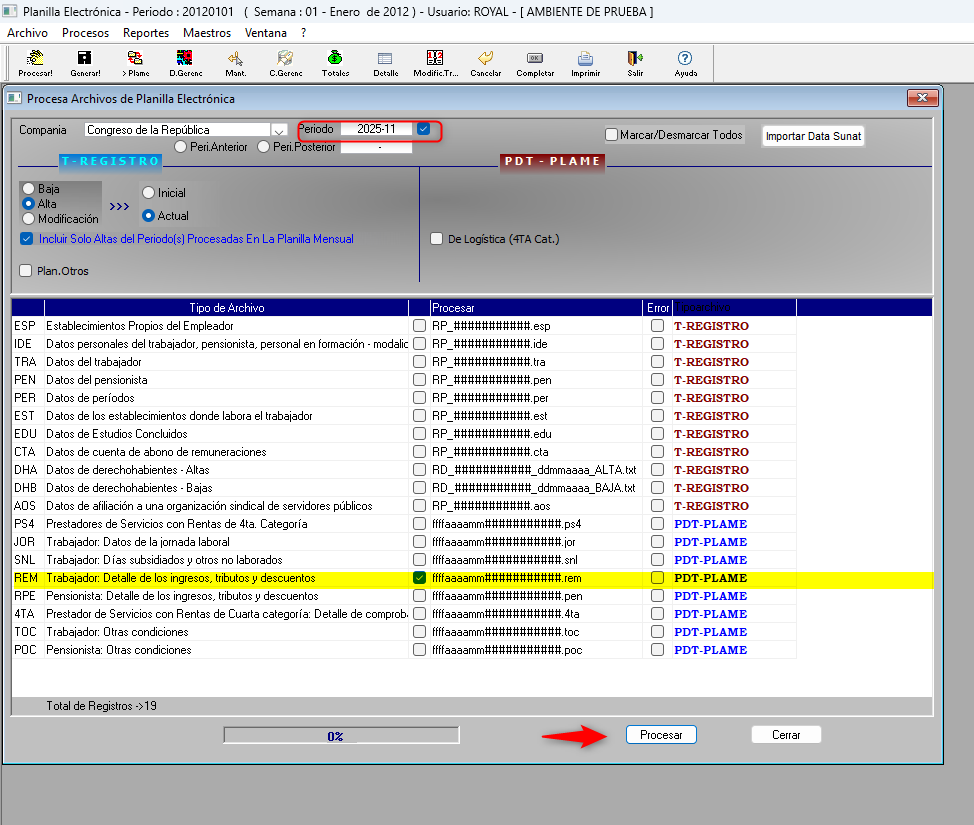 Planilla Electrónica - Periodo : 20120101 ( Semana : 01 - Enero de 2012 ) - Usuario: ROYAL - [ AMBIENTE DE PRUEBA ]
Archivo Procesos Reportes Maestros Ventana ?
Procesar! Generar! > Plame D.Gerenc Mant. C.Gerenc Totales Detalle Modific.Tr... Cancelar Completar Imprimir Salir Ayuda
Procesa Archivos de Planilla Electrónica
Compania Congreso de la República Periodo 2025-11 Marcar/Desmarcar Todos Importar Data Sunat
Peri.Anterior Peri.Posterior -
T-REGISTRO PDT-PLAME
Baja
Alta >>> Inicial
Modificación Actual
Incluir Solo Altas del Periodo(s) Procesadas En La Planilla Mensual De Logística (4TA Cat.)
Plan.Otros
Tipo de Archivo Procesar Error
ESP Establecimientos Propios del Empleador RP_###########.esp T-REGISTRO
IDE Datos personales del trabajador, pensionista, personal en formación - modalic RP_###########.ide T-REGISTRO
TRA Datos del trabajador RP_###########.tra T-REGISTRO
PEN Datos del pensionista RP_###########.pen T-REGISTRO
PER Datos de períodos RP_###########.per T-REGISTRO
EST Datos de los establecimientos donde labora el trabajador RP_###########.est T-REGISTRO
EDU Datos de Estudios Concluidos RP_###########.edu T-REGISTRO
CTA Datos de cuenta de abono de remuneraciones RP_###########.cta T-REGISTRO
DHA Datos de derechohabientes - Altas RD_###########_ddmmaaaa_ALTA.txt T-REGISTRO
DHB Datos de derechohabientes - Bajas RD_###########_ddmmaaaa_BAJA.txt T-REGISTRO
AOS Datos de afiliación a una organización sindical de servidores públicos RP_###########.aos T-REGISTRO
PS4 Prestadores de Servicios con Rentas de 4ta. Categoría ffffaaaamm###########.ps4 PDT-PLAME
JOR Trabajador: Datos de la jornada laboral ffffaaaamm###########.jor PDT-PLAME
SNL Trabajador: Días subsidiados y otros no laborados ffffaaaamm###########.snl PDT-PLAME
REM Trabajador: Detalle de los ingresos, tributos y descuentos ffffaaaamm###########.rem PDT-PLAME
RPE Pensionista: Detalle de los ingresos, tributos y descuentos ffffaaaamm###########.pen PDT-PLAME
4TA Prestador de Servicios con Rentas de Cuarta categoría: Detalle de comprob ffffaaaamm###########.4ta PDT-PLAME
TOC Trabajador: Otras condiciones ffffaaaamm###########.toc PDT-PLAME
POC Pensionista: Otras condiciones ffffaaaamm###########.poc PDT-PLAME
Total de Registros ->19
0% Procesar Cerrar